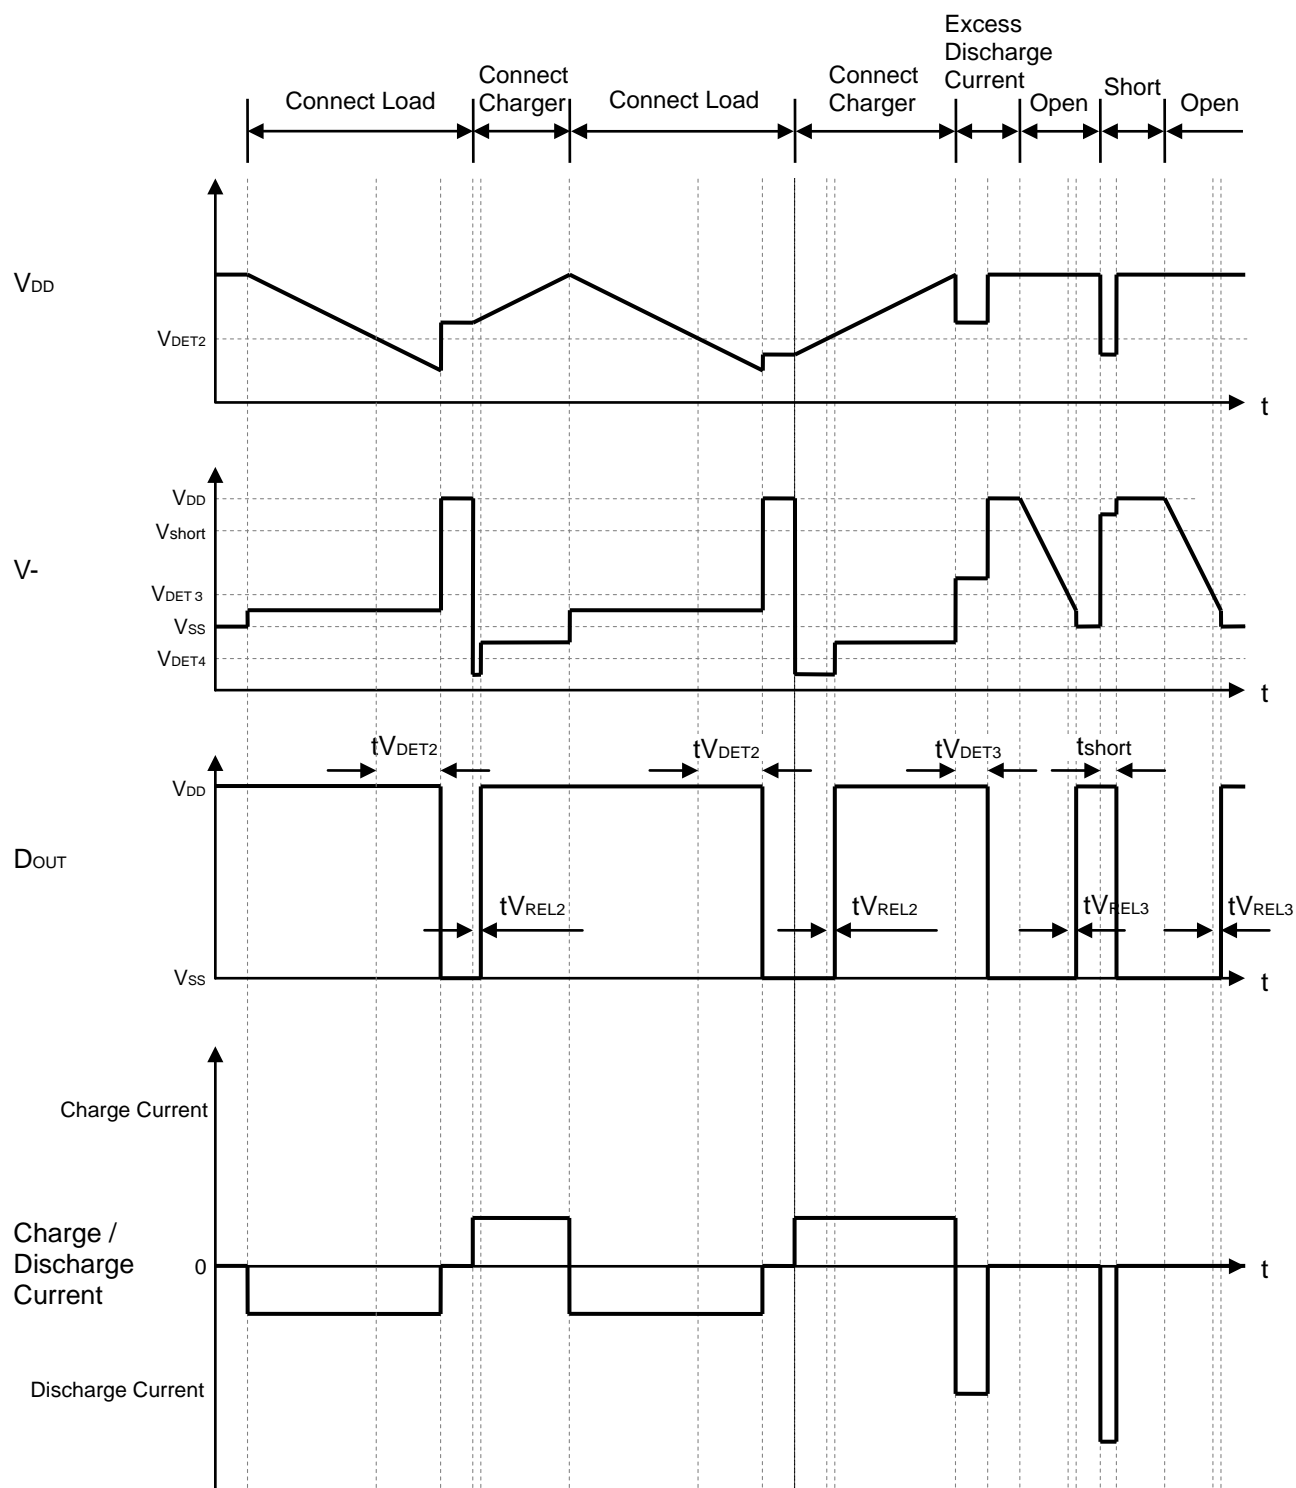 Excess
Discharge
Current
Connect Load
Connect
Charger
Connect Load
Connect
Charger
Open
Short
Open
VDD
VDET2
t
V-
VDD
Vshort
VDET 3
VSS
VDET4
t
tVDET2
tVDET2
tVDET3
tshort
DOUT
VDD
tVREL2
tVREL2
tVREL3
tVREL3
VSS
t
Charge Current
Charge /
Discharge
Current
0
t
Discharge Current